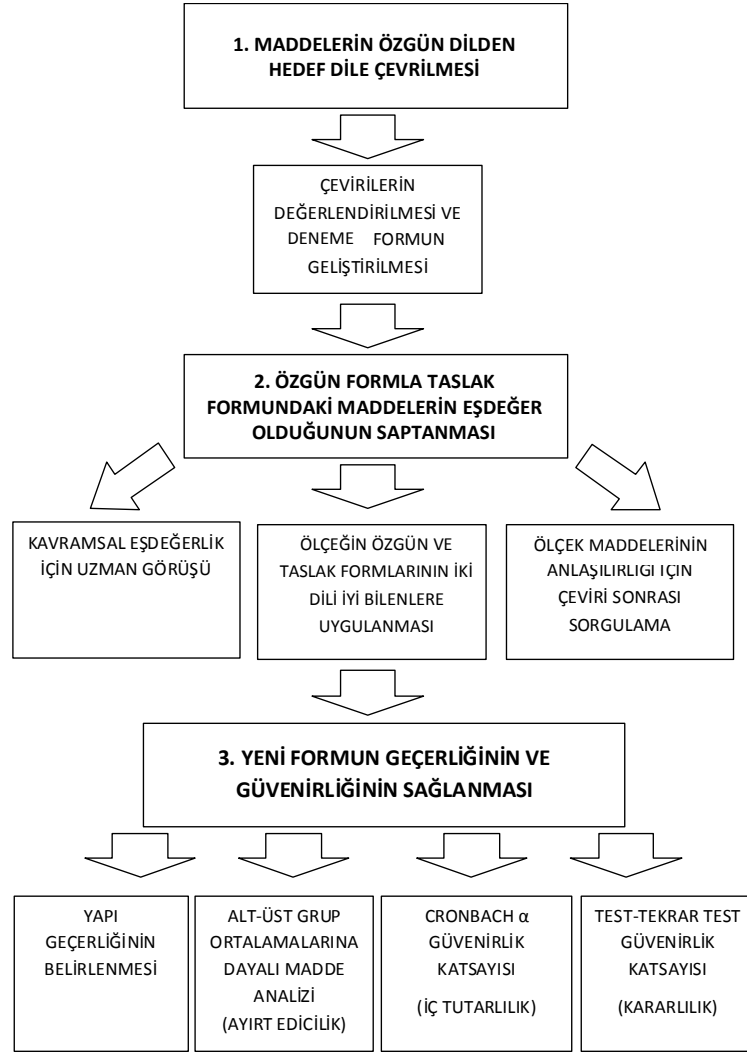 1. MADDELERİN ÖZGÜN DİLDEN
HEDEF DİLE ÇEVRİLMESİ
ÇEVİRİLERİN
DEĞERLENDİRİLMESİ VE
DENEME FORMUN
GELİŞTİRİLMESİ
2. ÖZGÜN FORMLA TASLAK
FORMUNDAKİ MADDELERİN EŞDEĞER
OLDUĞUNUN SAPTANMASI
KAVRAMSAL EŞDEĞERLİK
İÇİN UZMAN GÖRÜŞÜ
ÖLÇEĞİN ÖZGÜN VE
TASLAK FORMLARININ İKİ
DİLİ İYİ BİLENLERE
UYGULANMASI
ÖLÇEK MADDELERİNİN
ANLAŞILIRLIĞI İÇİN
ÇEVİRİ SONRASI
SORGULAMA
3. YENİ FORMUN GEÇERLİĞİNİN VE
GÜVENİRLİĞİNİN SAĞLANMASI
YAPI
GEÇERLİĞİNİN
BELİRLENMESİ
ALT-ÜST GRUP
ORTALAMALARINA
DAYALI MADDE
ANALİZİ
(AYIRT EDİCİLİK)
CRONBACH α
GÜVENİRLİK
KATSAYISI
(İÇ TUTARLILIK)
TEST-TEKRAR TEST
GÜVENİRLİK
KATSAYISI
(KARARLILIK)